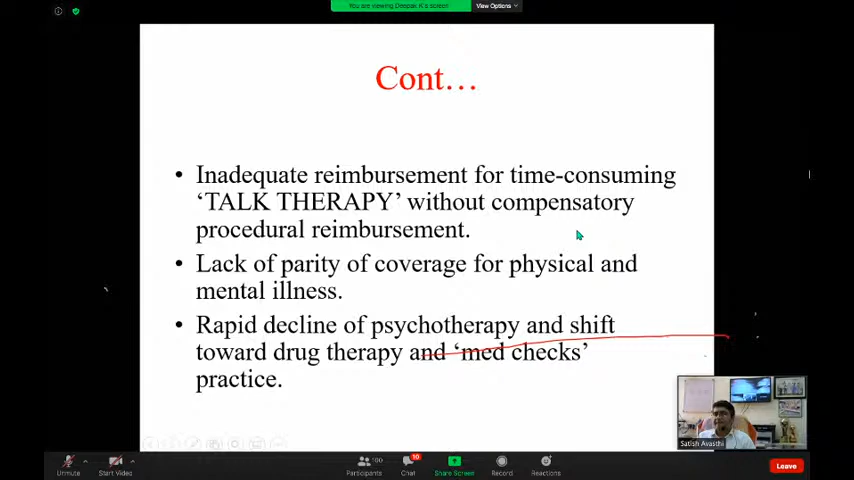 You are viewing Deepak K's screen
View Options
Cont…
• Inadequate reimbursement for time-consuming
‘TALK THERAPY’ without compensatory
procedural reimbursement.
• Lack of parity of coverage for physical and
mental illness.
• Rapid decline of psychotherapy and shift
toward drug therapy and ‘med checks’
practice.
Satish Avasthi
Unmute
Start Video
100
Participants
10
Chat
Share Screen
Record
Reactions
Leave